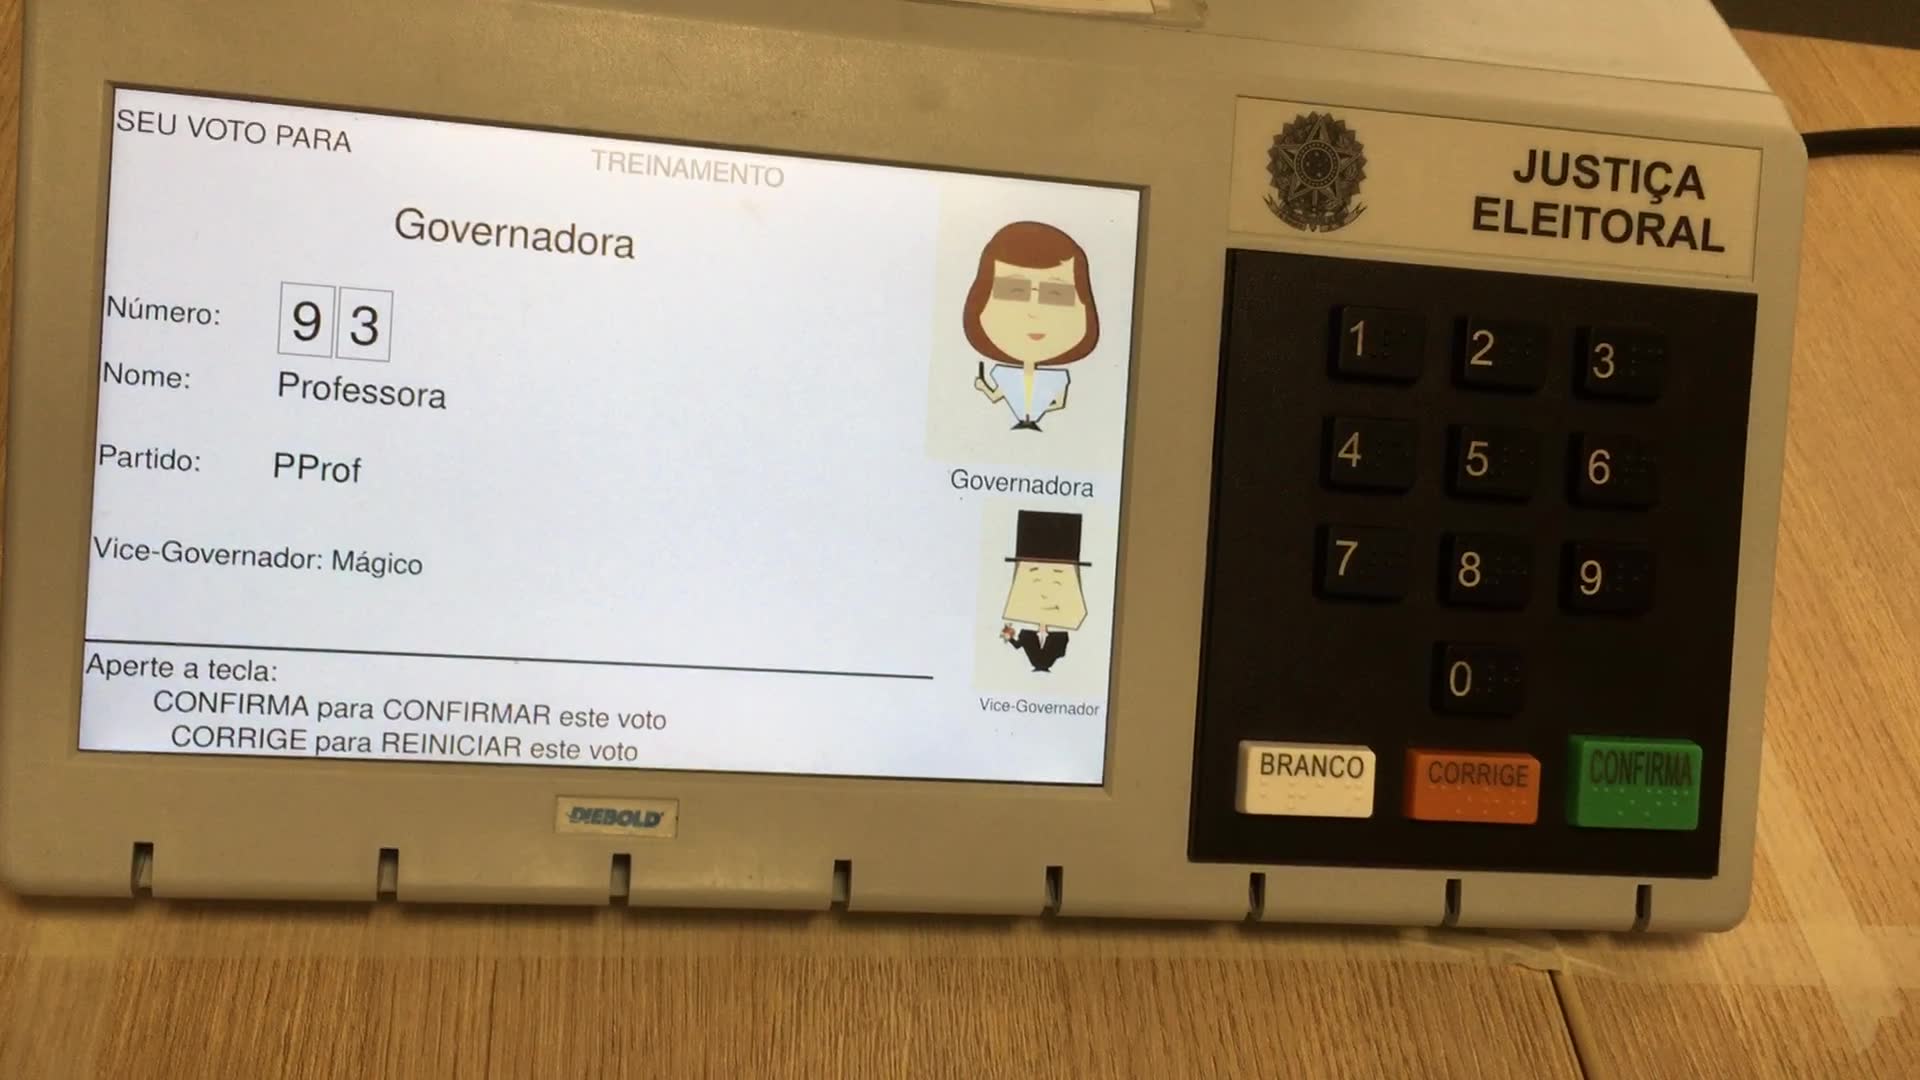 SEU VOTO PARA
TREINAMENTO
Governadora
Número: 9 3
Nome: Professora
Partido: PProf
Vice-Governador: Mágico
Governadora
Vice-Governador
Aperte a tecla:
CONFIRMA para CONFIRMAR este voto
CORRIGE para REINICIAR este voto
DIEBOLD
JUSTIÇA
ELEITORAL
1 2 3
4 5 6
7 8 9
0
BRANCO CORRIGE CONFIRMA